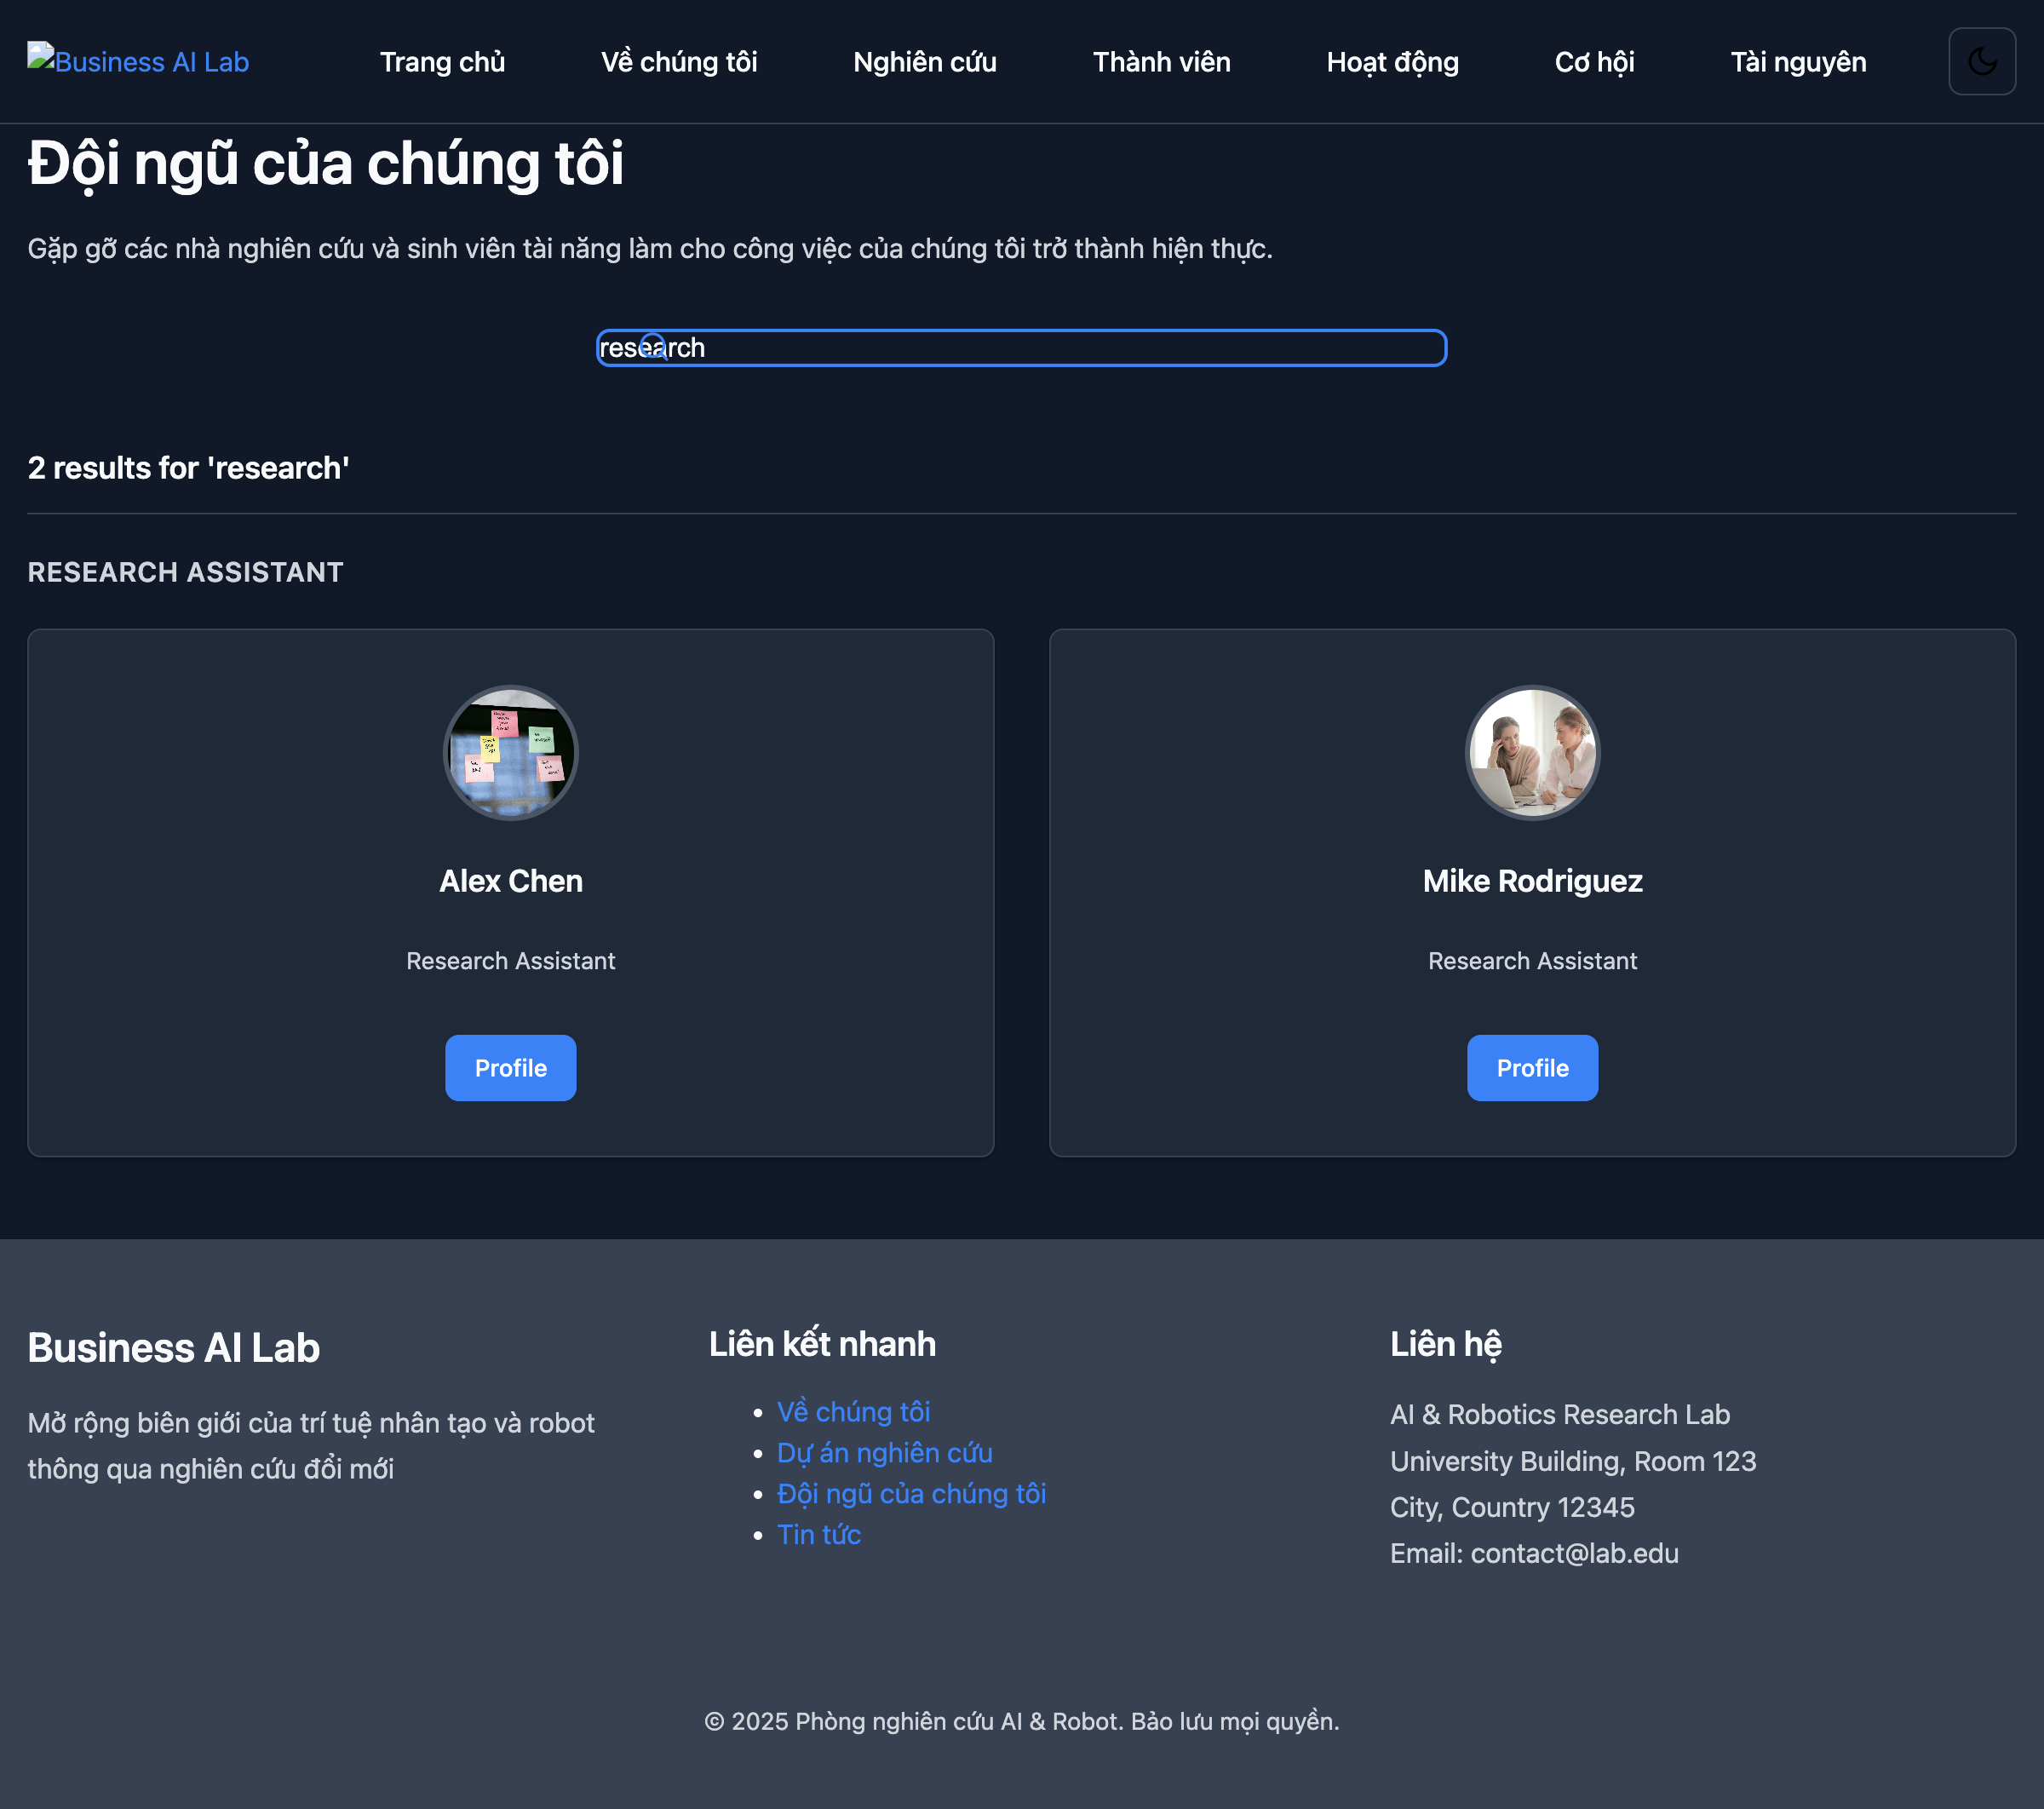 Business AI Lab
Trang chủ
Về chúng tôi
Nghiên cứu
Thành viên
Hoạt động
Cơ hội
Tài nguyên
Đội ngũ của chúng tôi
Gặp gỡ các nhà nghiên cứu và sinh viên tài năng làm cho công việc của chúng tôi trở thành hiện thực.
research
2 results for 'research'
RESEARCH ASSISTANT
Alex Chen
Research Assistant
Profile
Mike Rodriguez
Research Assistant
Profile
Business AI Lab
Mở rộng biên giới của trí tuệ nhân tạo và robot
thông qua nghiên cứu đổi mới
Liên kết nhanh
Về chúng tôi
Dự án nghiên cứu
Đội ngũ của chúng tôi
Tin tức
Liên hệ
AI & Robotics Research Lab
University Building, Room 123
City, Country 12345
Email: contact@lab.edu
© 2025 Phòng nghiên cứu AI & Robot. Bảo lưu mọi quyền.